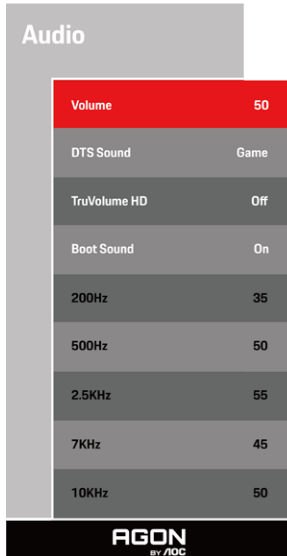 Audio
Volume 50
DTS Sound Game
TruVolume HD Off
Boot Sound On
200Hz 35
500Hz 50
2.5KHz 55
7KHz 45
10KHz 50
AGON
BY AOC